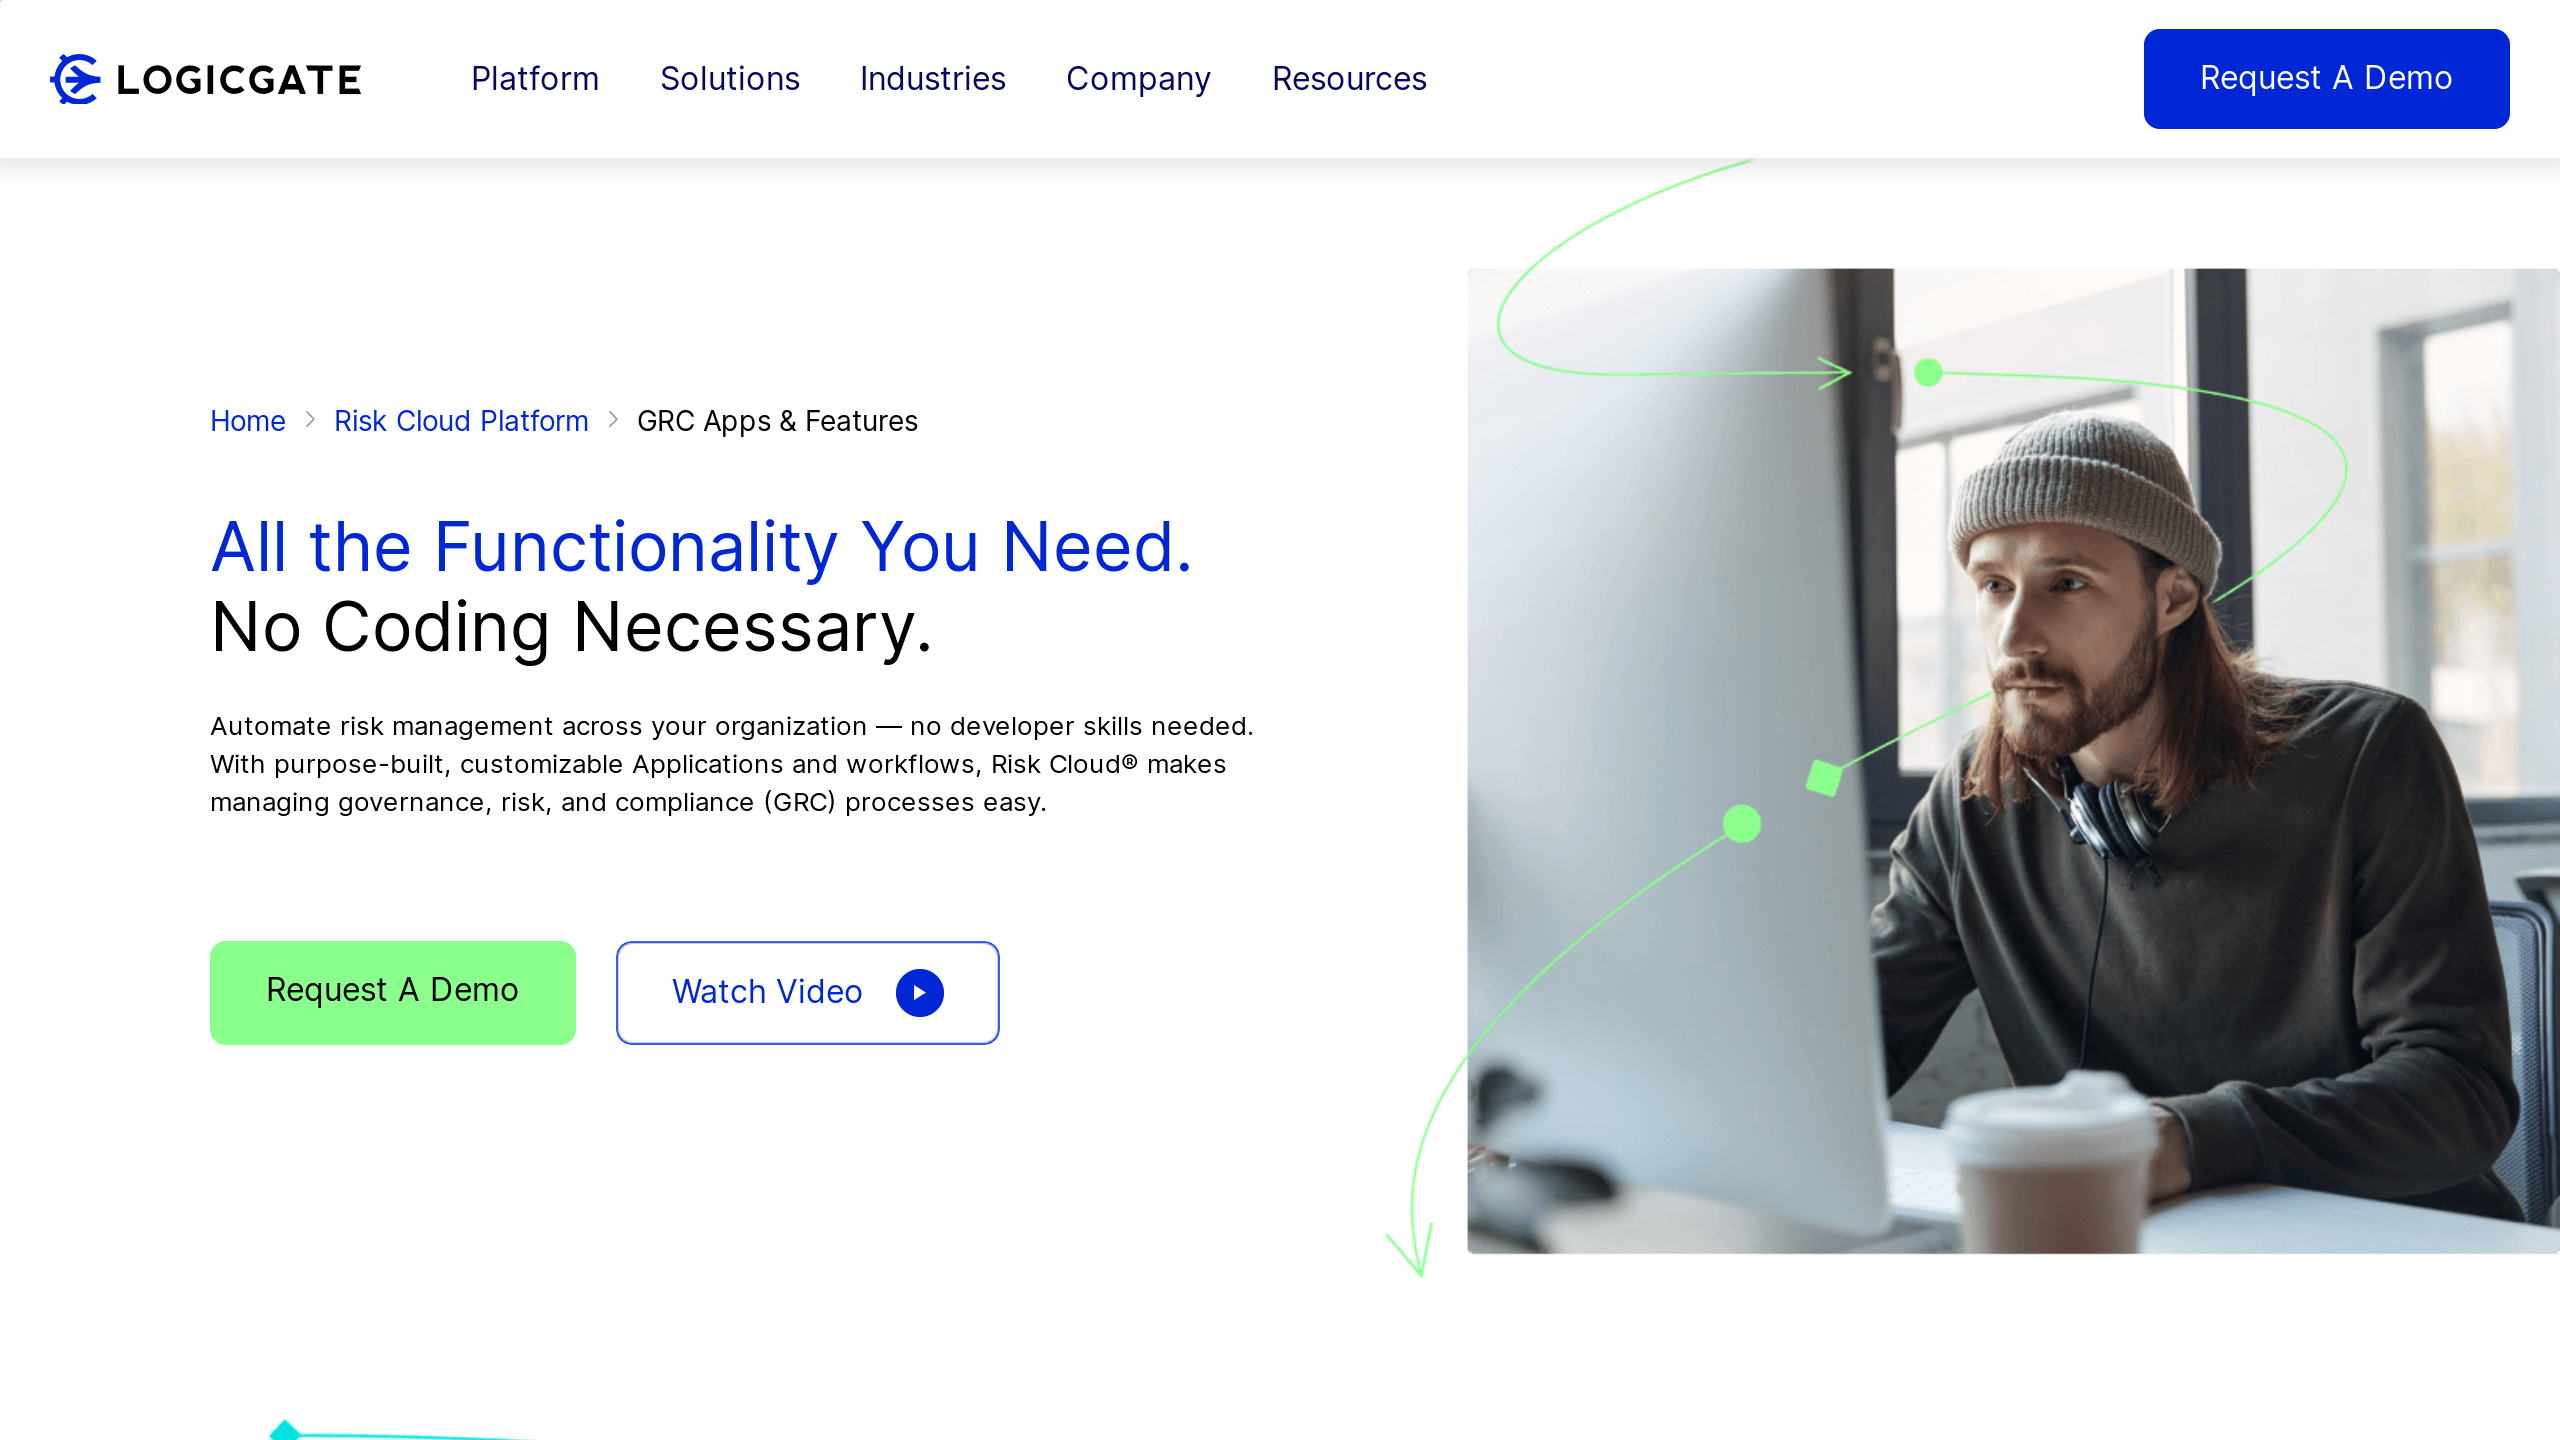 LOGICGATE
Platform
Solutions
Industries
Company
Resources
Request A Demo
Home
Risk Cloud Platform
GRC Apps & Features
All the Functionality You Need.
No Coding Necessary.
Automate risk management across your organization — no developer skills needed.
With purpose-built, customizable Applications and workflows, Risk Cloud® makes
managing governance, risk, and compliance (GRC) processes easy.
Request A Demo
Watch Video